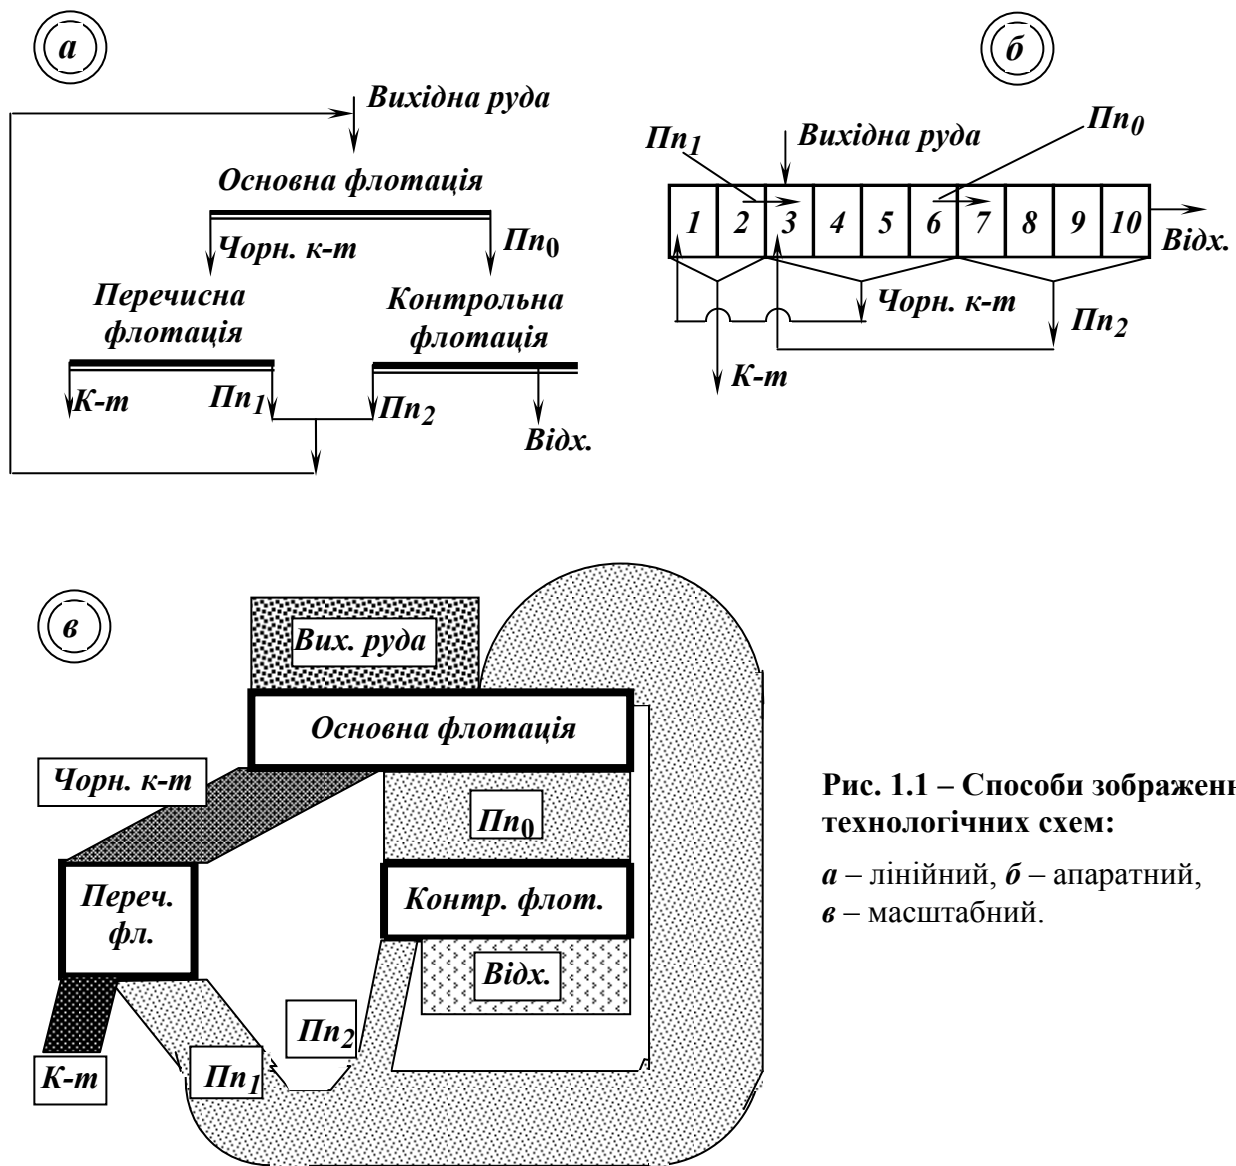 а
Вихідна руда
Основна флотація
Чорн. к-т
Пп0
Перечисна
флотація
Контрольна
флотація
К-т
Пп1
Пп2
Відх.
б
Пп1
Вихідна руда
Пп0
1 2 3 4 5 6 7 8 9 10
Відх.
Чорн. к-т
Пп2
К-т
в
Вих. руда
Основна флотація
Чорн. к-т
Пп0
Переч.
фл.
Контр. флот.
Відх.
Пп2
К-т
Пп1
Рис. 1.1 – Способи зображен
технологічних схем:
а – лінійний, б – апаратний,
в – масштабний.